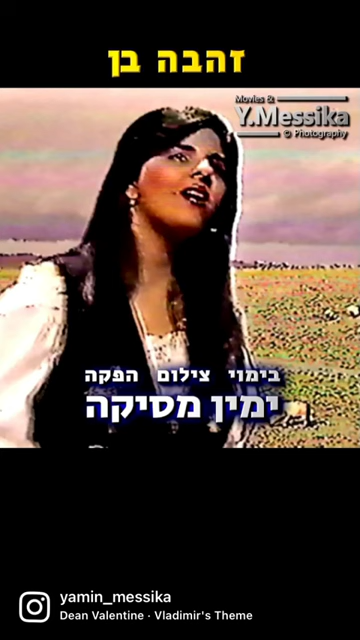 זהבה בן
Movies &
Y.Messika
© Photography
בימוי צילום הפקה
ימין מסיקה
yamin_messika
Dean Valentine · Vladimir's Theme